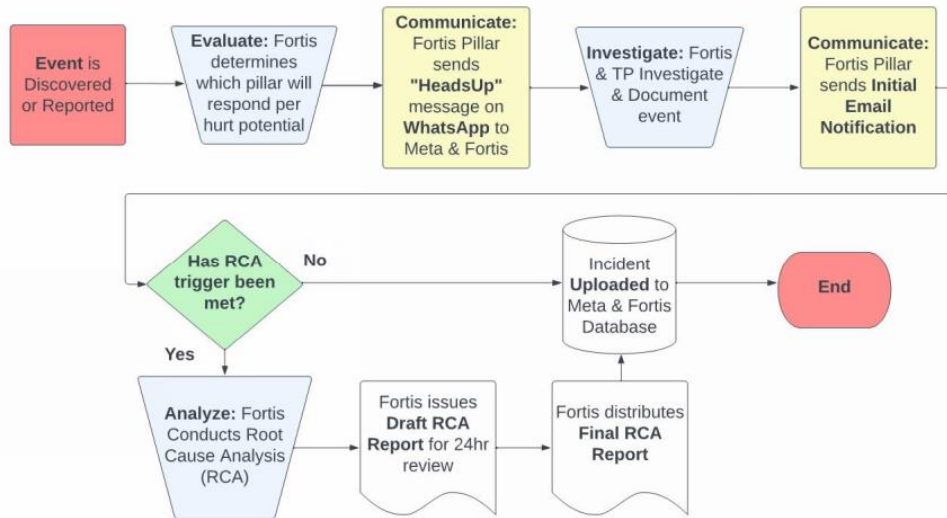 Event is
Discovered
or Reported
Evaluate: Fortis
determines
which pillar will
respond per
hurt potential
Communicate:
Fortis Pillar
sends
"HeadsUp"
message on
WhatsApp to
Meta & Fortis
Investigate: Fortis
& TP Investigate
& Document
event
Communicate:
Fortis Pillar
sends Initial
Email
Notification
Has RCA
trigger been
met?
No
Yes
Incident
Uploaded to
Meta & Fortis
Database
End
Analyze: Fortis
Conducts Root
Cause Analysis
(RCA)
Fortis issues
Draft RCA
Report for 24hr
review
Fortis distributes
Final RCA
Report